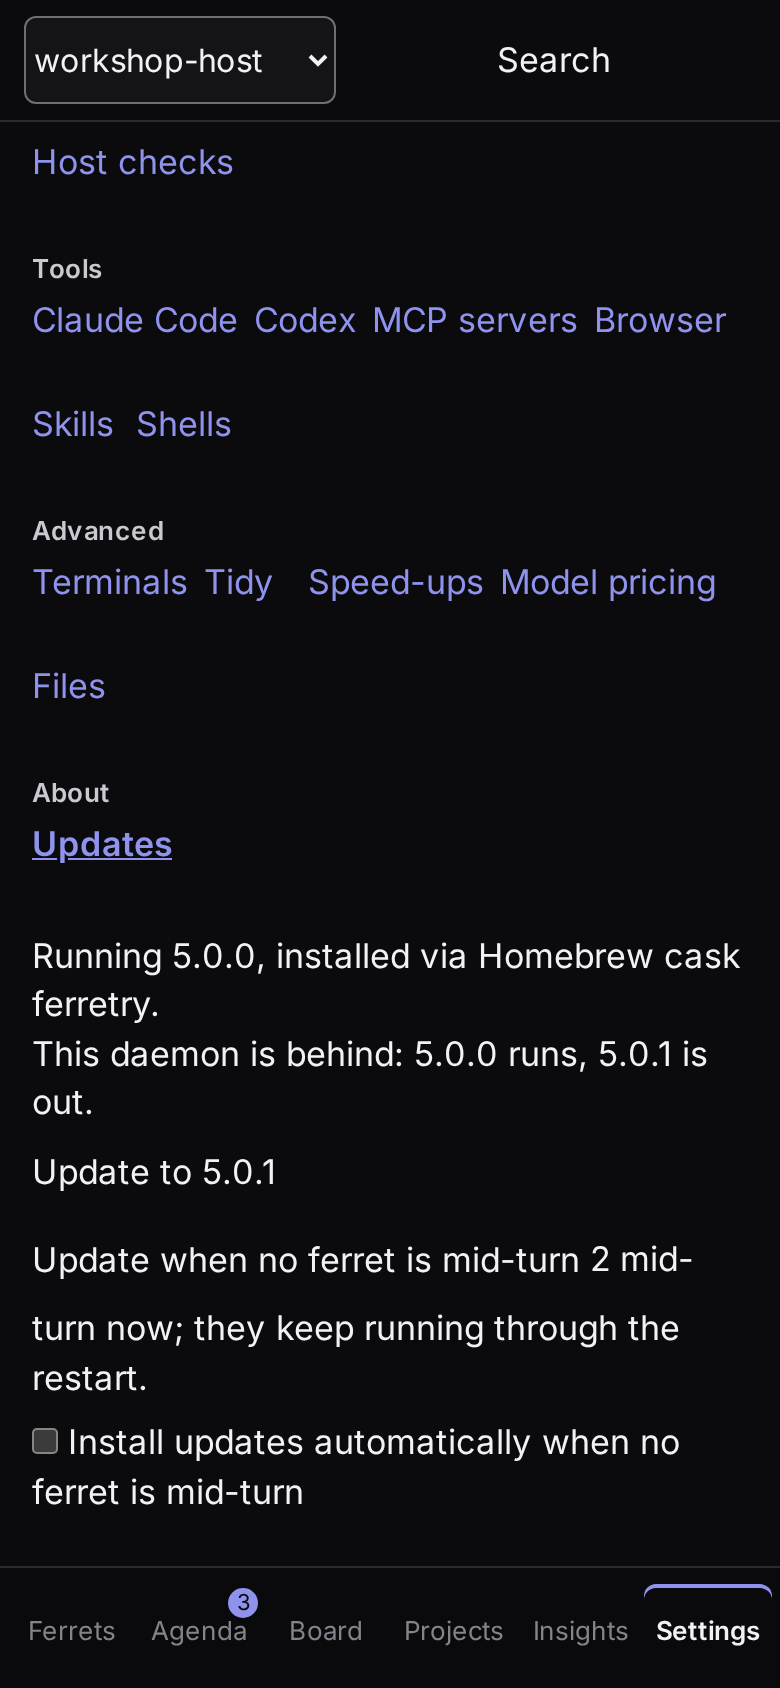 workshop-host
Search
Host checks
Tools
Claude Code Codex MCP servers Browser
Skills Shells
Advanced
Terminals Tidy Speed-ups Model pricing
Files
About
Updates
Running 5.0.0, installed via Homebrew cask
ferretry.
This daemon is behind: 5.0.0 runs, 5.0.1 is
out.
Update to 5.0.1
Update when no ferret is mid-turn 2 mid-
turn now; they keep running through the
restart.
Install updates automatically when no
ferret is mid-turn
3
Ferrets Agenda Board Projects Insights Settings